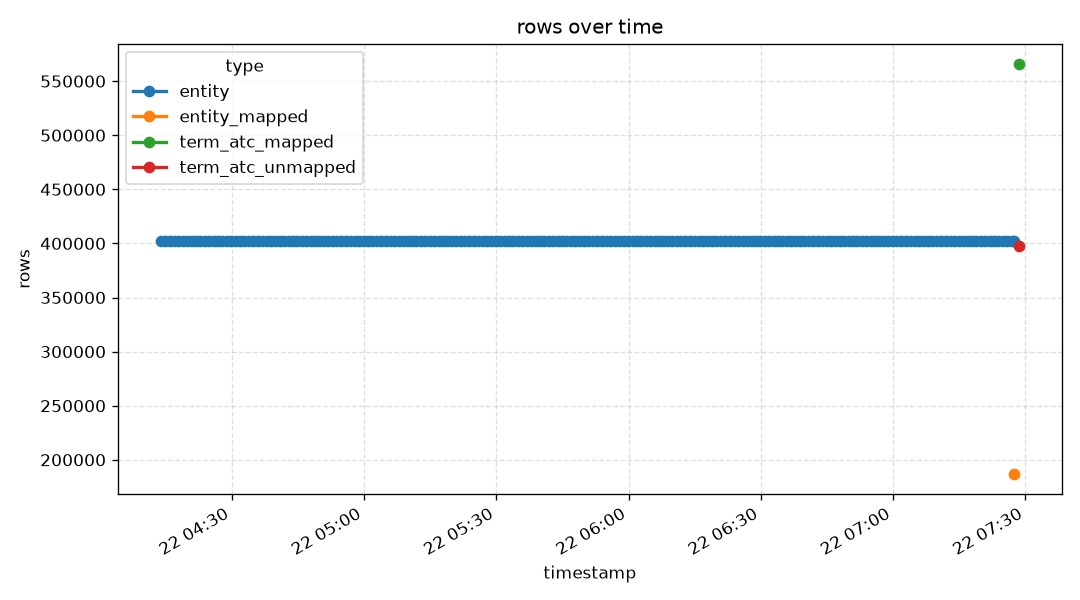 rows over time
type
entity
entity_mapped
term_atc_mapped
term_atc_unmapped
rows
550000
500000
450000
400000
350000
300000
250000
200000
22 04:30
22 05:00
22 05:30
22 06:00
22 06:30
22 07:00
22 07:30
timestamp